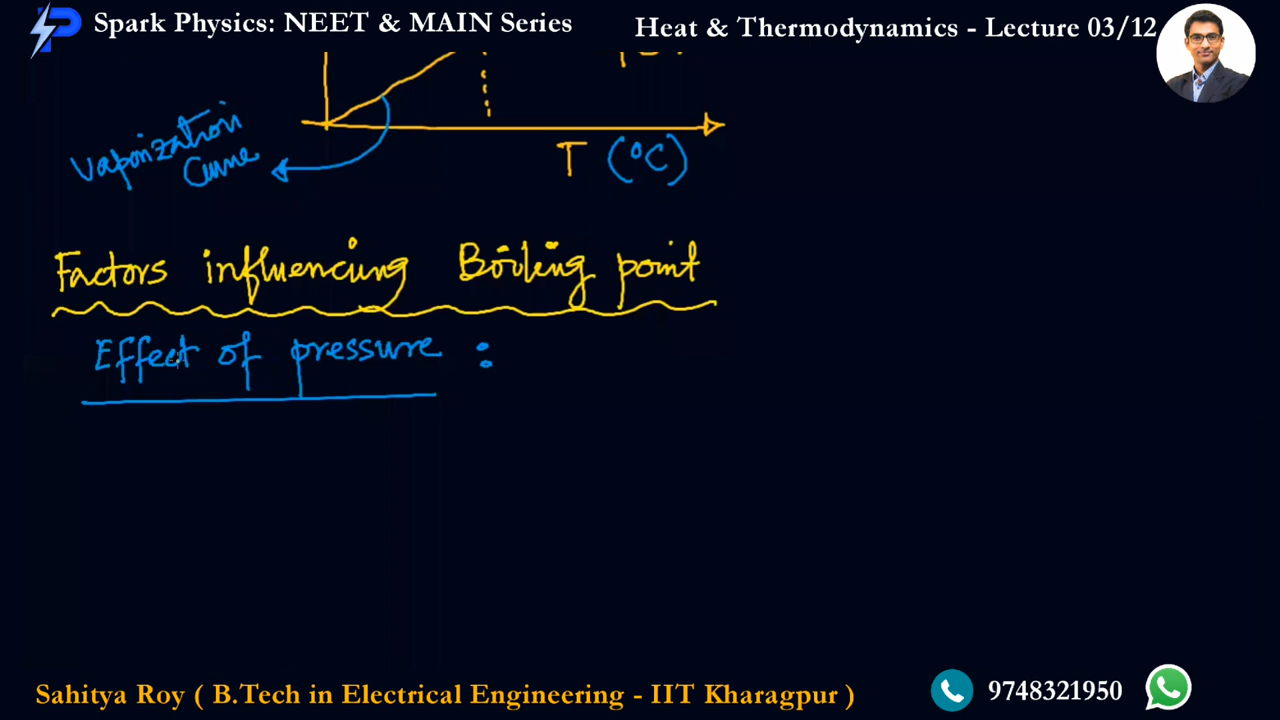 Spark Physics: NEET & MAIN Series
Heat & Thermodynamics - Lecture 03/12
Vaporization
Curve
T (°C)
Factors influencing Boiling point
Effect of pressure :
Sahitya Roy ( B.Tech in Electrical Engineering - IIT Kharagpur )
9748321950